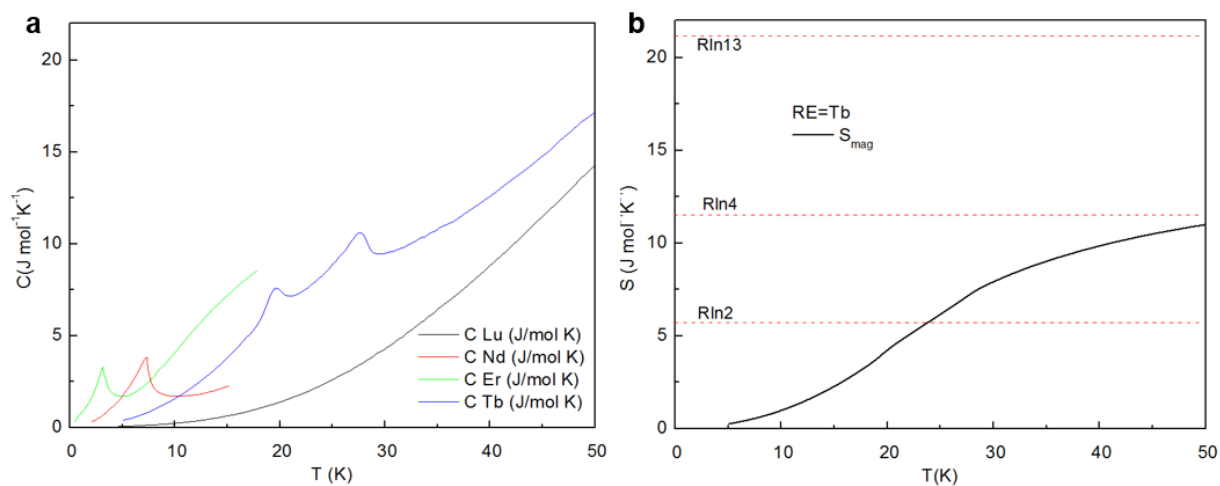 a
20
15
10
5
0
C(J mol⁻¹K⁻¹)
C Lu (J/mol K)
C Nd (J/mol K)
C Er (J/mol K)
C Tb (J/mol K)
0 10 20 30 40 50
T (K)
b
20
15
10
5
0
S (J mol⁻¹K⁻¹)
Rln13
RE=Tb
S_mag
Rln4
Rln2
0 10 20 30 40 50
T(K)